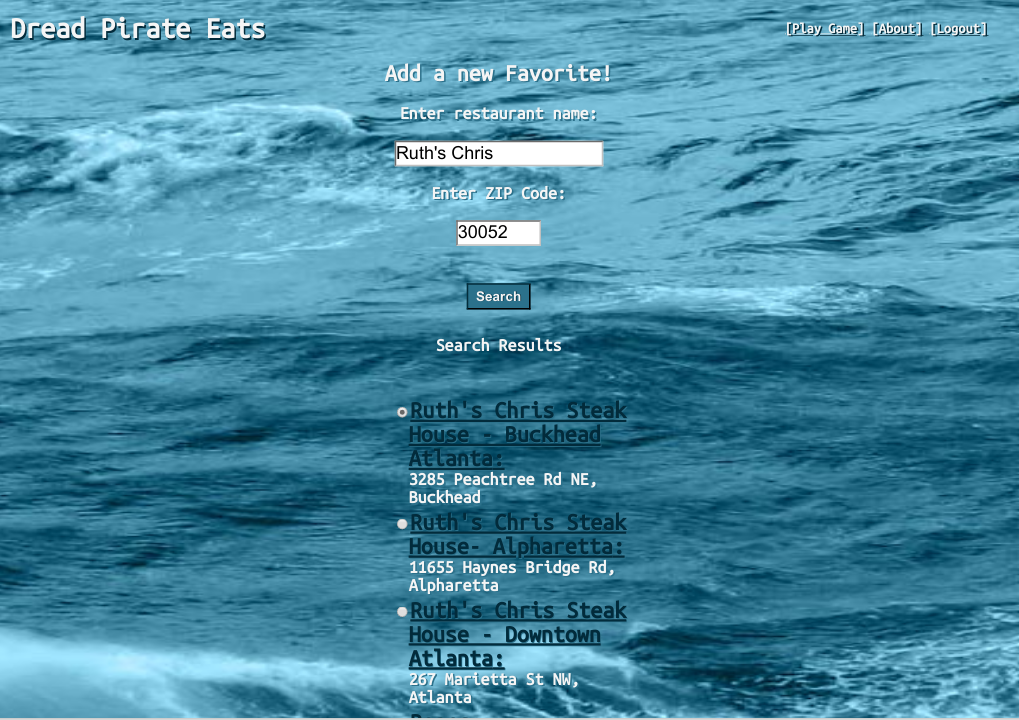 Dread Pirate Eats
[Play Game] [About] [Logout]
Add a new Favorite!
Enter restaurant name:
Ruth's Chris
Enter ZIP Code:
30052
Search
Search Results
Ruth's Chris Steak
House - Buckhead
Atlanta:
3285 Peachtree Rd NE,
Buckhead
Ruth's Chris Steak
House- Alpharetta:
11655 Haynes Bridge Rd,
Alpharetta
Ruth's Chris Steak
House - Downtown
Atlanta:
267 Marietta St NW,
Atlanta